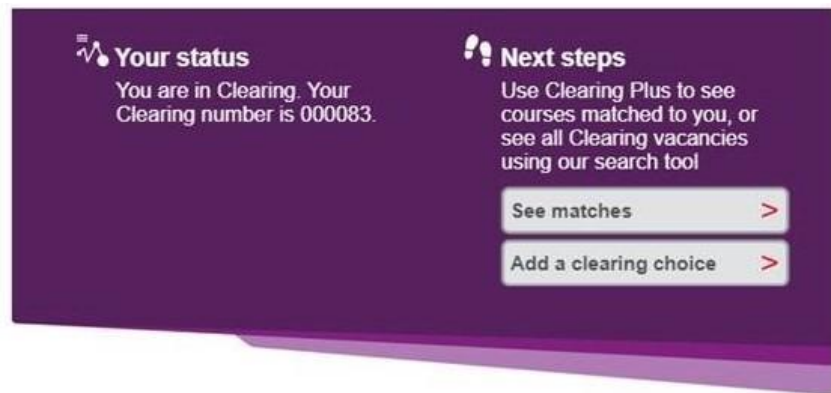 Your status
You are in Clearing. Your
Clearing number is 000083.
Next steps
Use Clearing Plus to see
courses matched to you, or
see all Clearing vacancies
using our search tool
See matches >
Add a clearing choice >